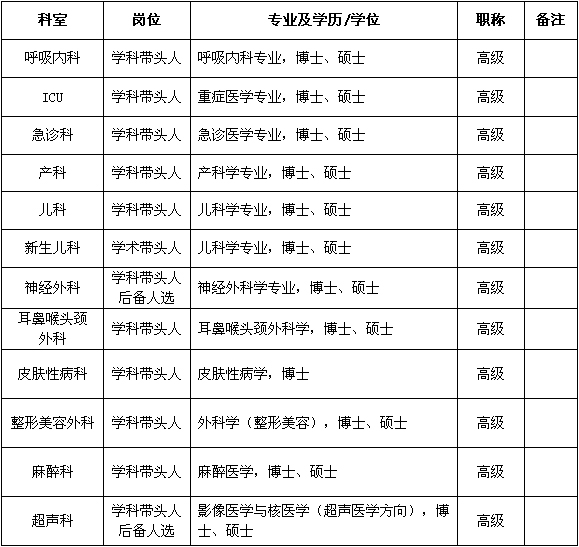 科室 岗位 专业及学历/学位 职称 备注
呼吸内科 学科带头人 呼吸内科专业，博士、硕士 高级
ICU 学科带头人 重症医学专业，博士、硕士 高级
急诊科 学科带头人 急诊医学专业，博士、硕士 高级
产科 学科带头人 产科学专业，博士、硕士 高级
儿科 学科带头人 儿科学专业，博士、硕士 高级
新生儿科 学术带头人 儿科学专业，博士、硕士 高级
神经外科 学科带头人
后备人选 神经外科学专业，博士、硕士 高级
耳鼻喉头颈
外科 学科带头人 耳鼻喉头颈外科学，博士、硕士 高级
皮肤性病科 学科带头人 皮肤性病学，博士 高级
整形美容外科 学科带头人 外科学（整形美容），博士、硕士 高级
麻醉科 学科带头人 麻醉医学，博士、硕士 高级
超声科 学科带头人
后备人选 影像医学与核医学（超声医学方向），博
士、硕士 高级